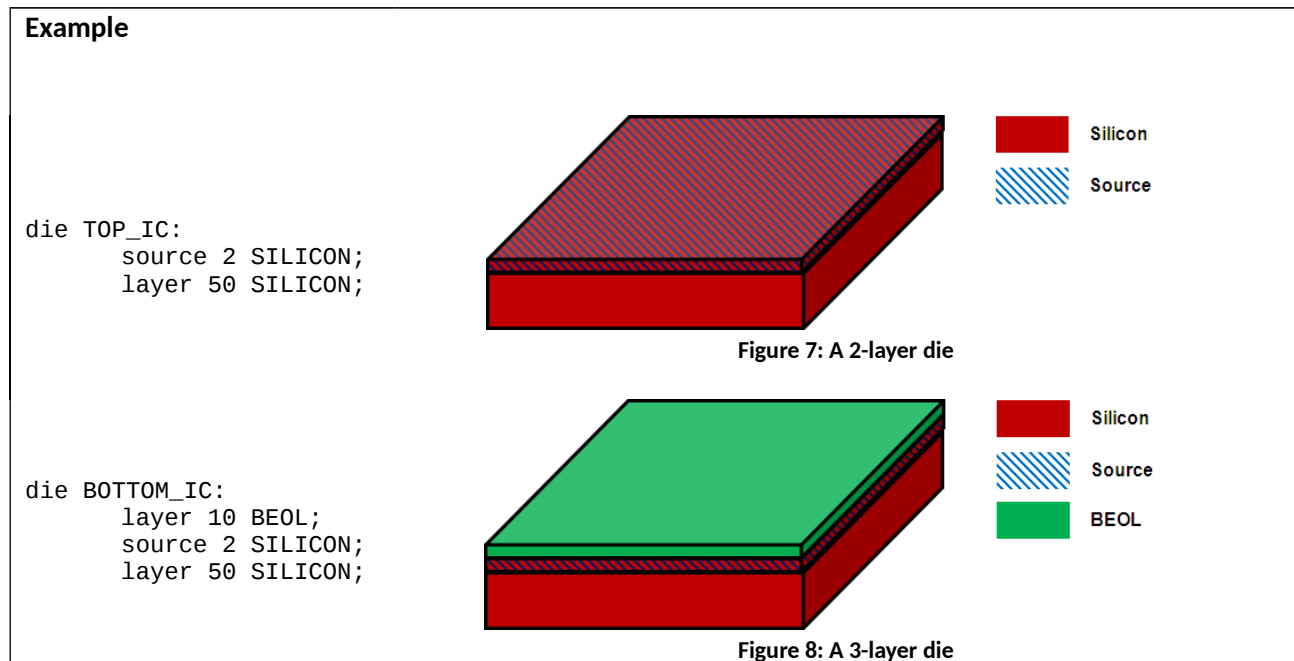 Example
Silicon
Source
die TOP_IC:
source 2 SILICON;
layer 50 SILICON;
Figure 7: A 2-layer die
Silicon
Source
BEOL
die BOTTOM_IC:
layer 10 BEOL;
source 2 SILICON;
layer 50 SILICON;
Figure 8: A 3-layer die